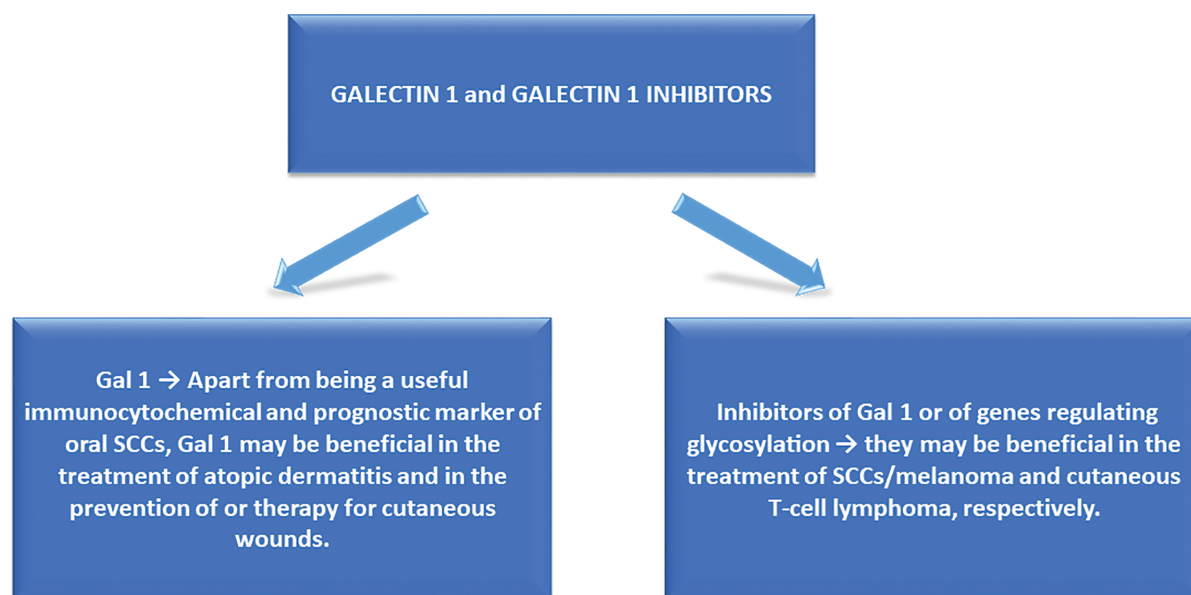 GALECTIN 1 and GALECTIN 1 INHIBITORS
Gal 1 → Apart from being a useful
immunocytochemical and prognostic marker of
oral SCCs, Gal 1 may be beneficial in the
treatment of atopic dermatitis and in the
prevention of or therapy for cutaneous
wounds.
Inhibitors of Gal 1 or of genes regulating
glycosylation → they may be beneficial in the
treatment of SCCs/melanoma and cutaneous
T-cell lymphoma, respectively.